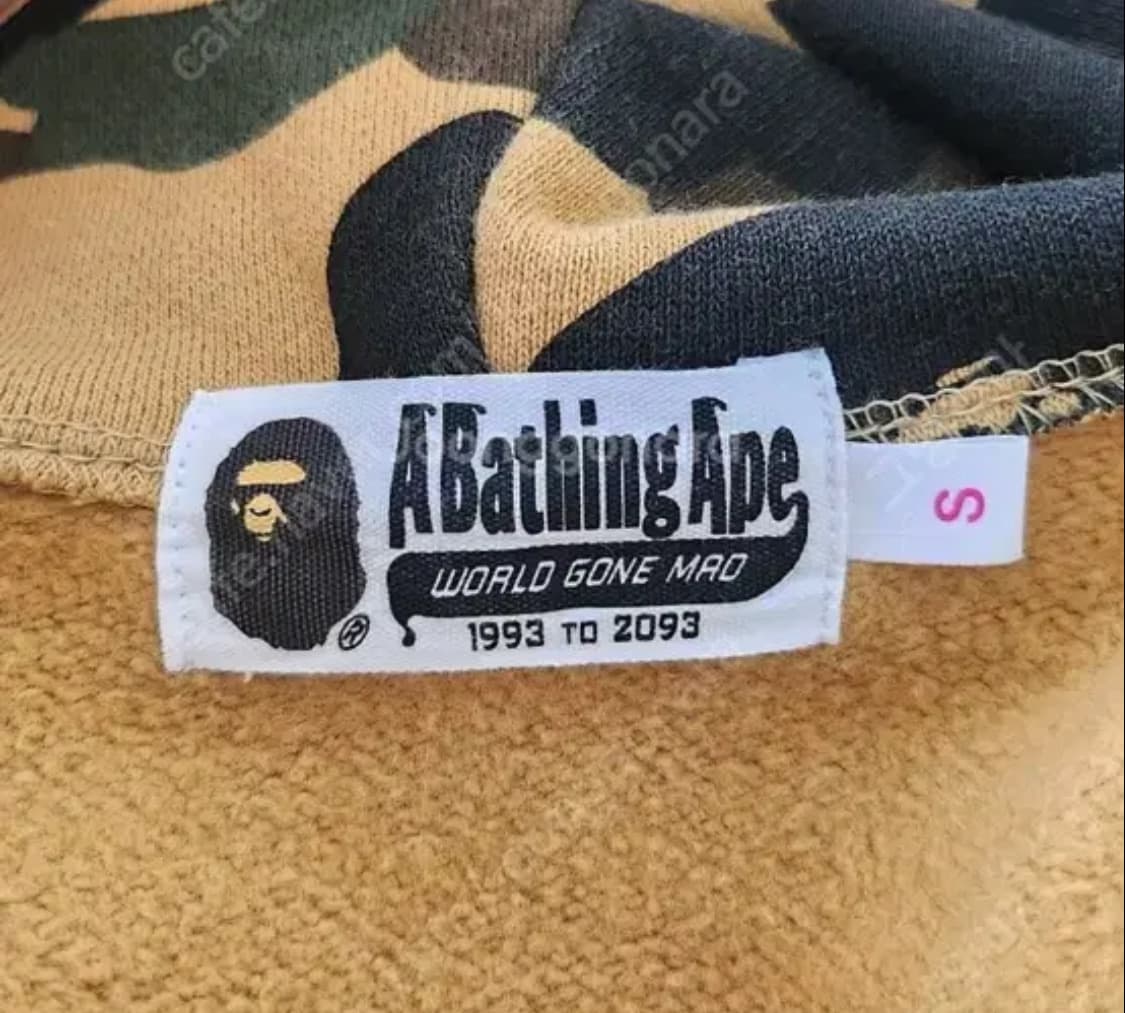 A Bathing Ape
WORLD GONE MAD
1993 TO 2093
®
S